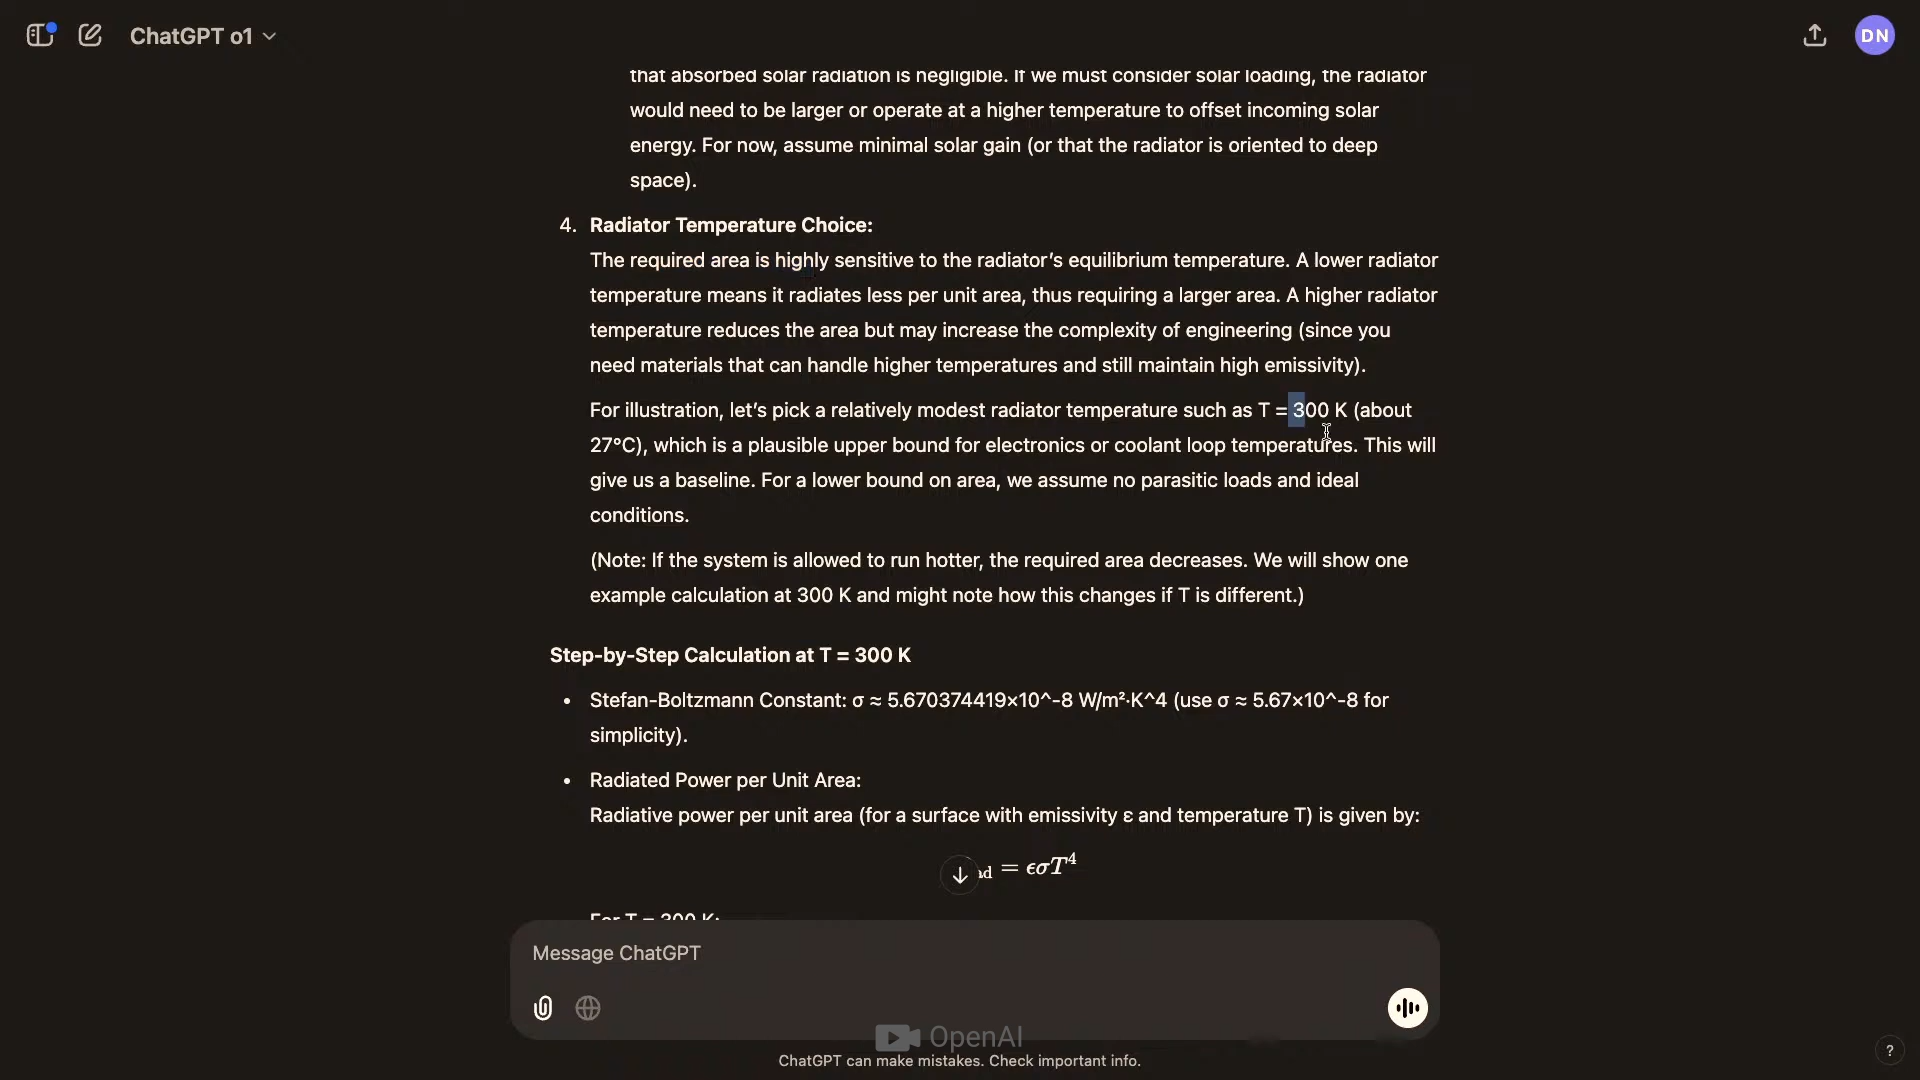 ChatGPT o1
DN
that absorbed solar radiation is negligible. If we must consider solar loading, the radiator
would need to be larger or operate at a higher temperature to offset incoming solar
energy. For now, assume minimal solar gain (or that the radiator is oriented to deep
space).
4. Radiator Temperature Choice:
The required area is highly sensitive to the radiator’s equilibrium temperature. A lower radiator
temperature means it radiates less per unit area, thus requiring a larger area. A higher radiator
temperature reduces the area but may increase the complexity of engineering (since you
need materials that can handle higher temperatures and still maintain high emissivity).
For illustration, let’s pick a relatively modest radiator temperature such as T = 300 K (about
27°C), which is a plausible upper bound for electronics or coolant loop temperatures. This will
give us a baseline. For a lower bound on area, we assume no parasitic loads and ideal
conditions.
(Note: If the system is allowed to run hotter, the required area decreases. We will show one
example calculation at 300 K and might note how this changes if T is different.)
Step-by-Step Calculation at T = 300 K
• Stefan-Boltzmann Constant: σ ≈ 5.670374419×10^-8 W/m²·K^4 (use σ ≈ 5.67×10^-8 for
simplicity).
• Radiated Power per Unit Area:
Radiative power per unit area (for a surface with emissivity ε and temperature T) is given by:
ad = ϵσT⁴
For T = 300 K:
Message ChatGPT
OpenAI
ChatGPT can make mistakes. Check important info.
?